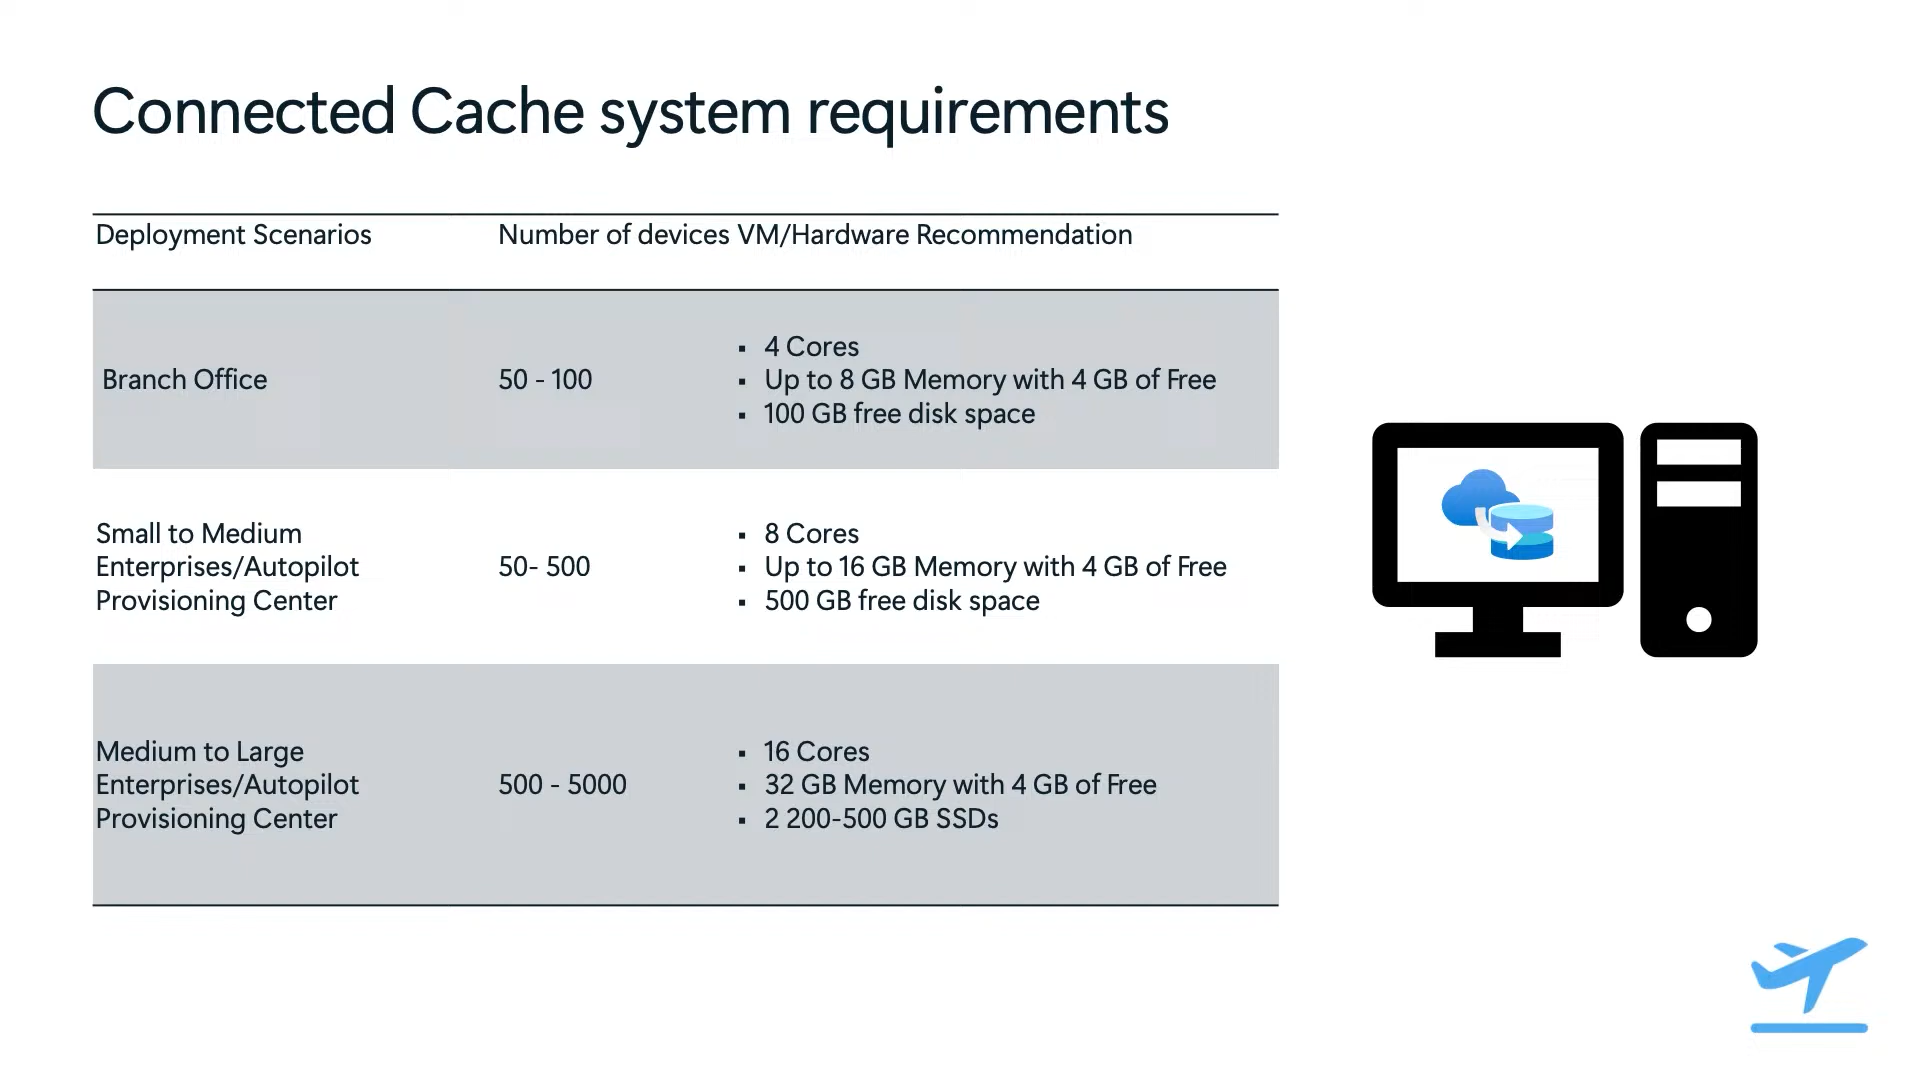 Connected Cache system requirements
Deployment Scenarios Number of devices VM/Hardware Recommendation
Branch Office 50 - 100
▪ 4 Cores
▪ Up to 8 GB Memory with 4 GB of Free
▪ 100 GB free disk space
Small to Medium
Enterprises/Autopilot
Provisioning Center
50- 500
▪ 8 Cores
▪ Up to 16 GB Memory with 4 GB of Free
▪ 500 GB free disk space
Medium to Large
Enterprises/Autopilot
Provisioning Center
500 - 5000
▪ 16 Cores
▪ 32 GB Memory with 4 GB of Free
▪ 2 200-500 GB SSDs